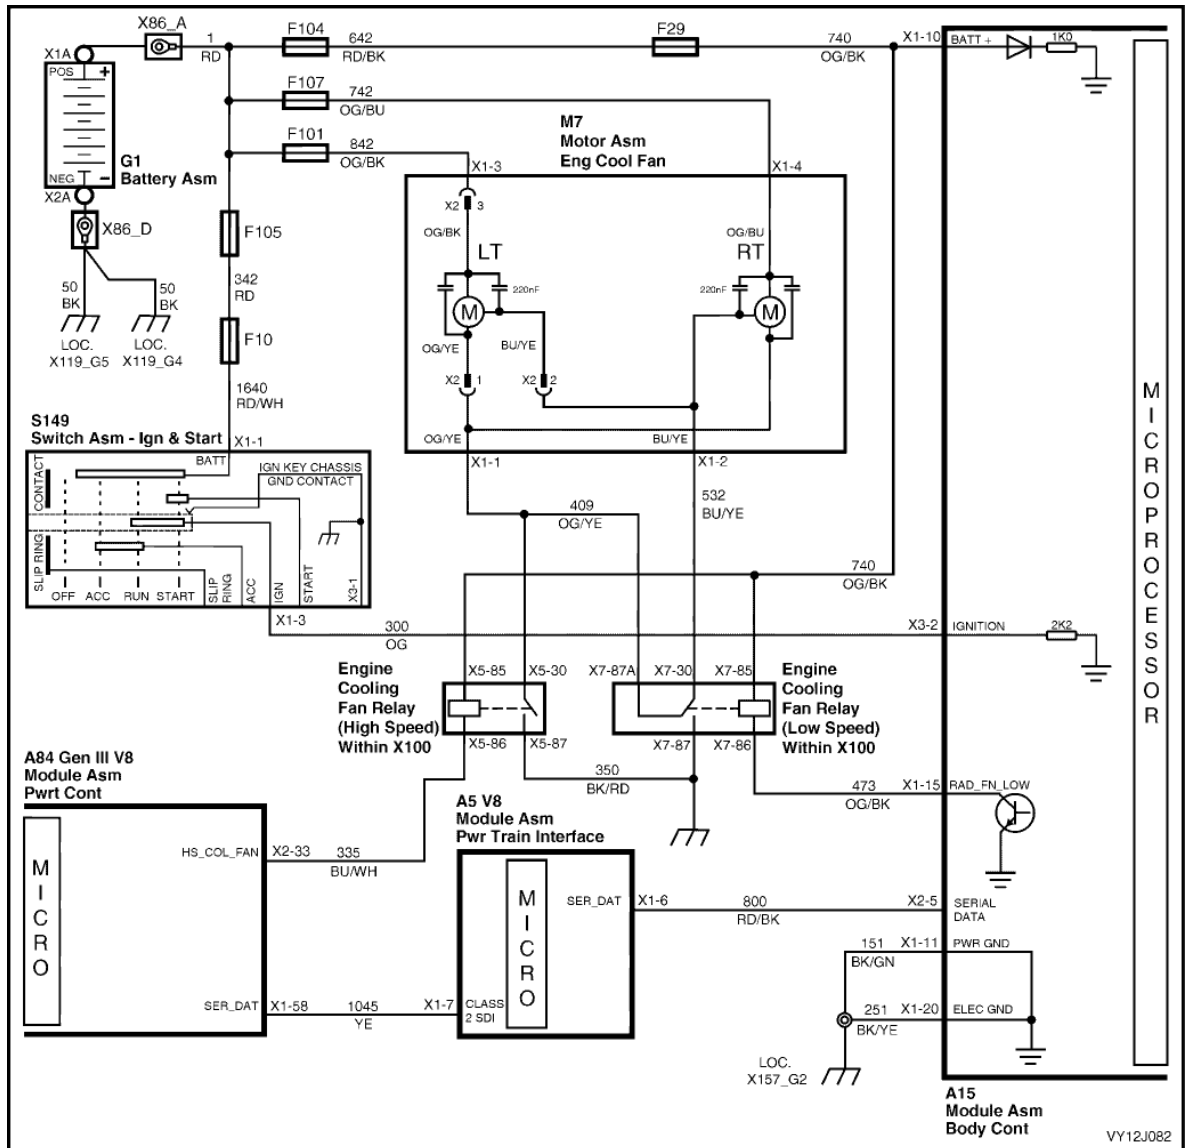 X86_A
1
RD
F104
642
RD/BK
F29
740
OG/BK
X1-10
BATT +
1K0
X1A
POS +
NEG −
X2A
G1
Battery Asm
F107
742
OG/BU
F101
842
OG/BK
M7
Motor Asm
Eng Cool Fan
X1-3
X1-4
X86_D
50
BK
50
BK
LOC.
X119_G5
LOC.
X119_G4
F105
342
RD
F10
1640
RD/WH
X2 3
OG/BK
LT
220nF
M
OG/YE
BU/YE
X2 1
X2 2
OG/YE
OG/BU
RT
220nF
M
BU/YE
X1-1
X1-2
S149
Switch Asm - Ign & Start
X1-1
BATT
CONTACT
IGN KEY CHASSIS
GND CONTACT
SLIP RING
OFF ACC RUN START
SLIP
RING
ACC
IGN
START
X3-1
X1-3
409
OG/YE
532
BU/YE
740
OG/BK
300
OG
X3-2
IGNITION
2K2
MICROPROCESSOR
Engine
Cooling
Fan Relay
(High Speed)
Within X100
X5-85
X5-30
X5-86
X5-87
X7-87A
X7-30
X7-85
X7-87
X7-86
Engine
Cooling
Fan Relay
(Low Speed)
Within X100
350
BK/RD
473
OG/BK
X1-15
RAD_FN_LOW
A84 Gen III V8
Module Asm
Pwrt Cont
MICRO
HS_COL_FAN
X2-33
335
BU/WH
SER_DAT
X1-58
1045
YE
X1-7
A5 V8
Module Asm
Pwr Train Interface
MICRO
CLASS
2 SDI
SER_DAT
X1-6
800
RD/BK
X2-5
SERIAL
DATA
151
BK/GN
X1-11
PWR GND
251
BK/YE
X1-20
ELEC GND
LOC.
X157_G2
A15
Module Asm
Body Cont
VY12J082